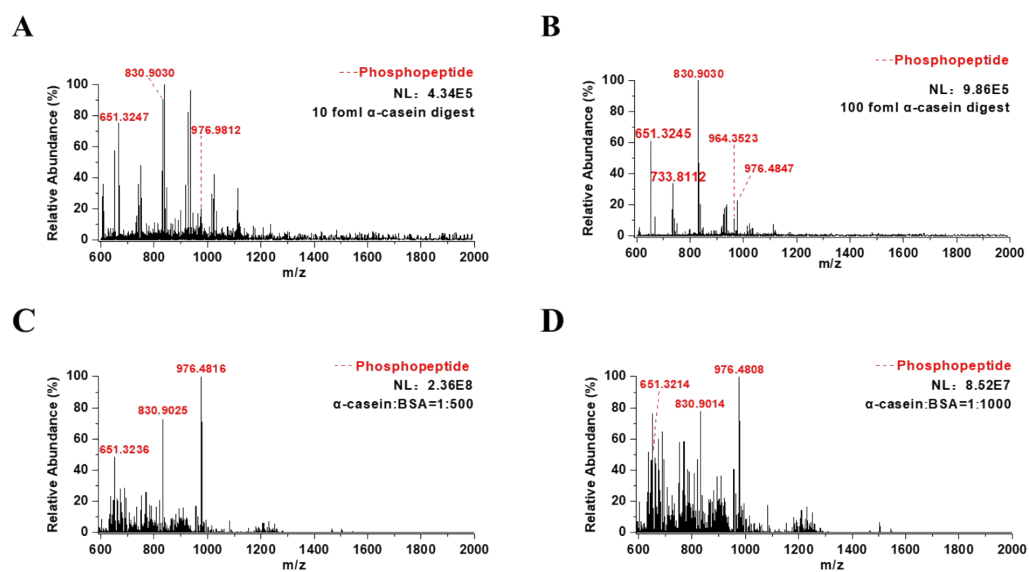 A
830.9030
---Phosphopeptide
NL: 4.34E5
10 foml α-casein digest
651.3247
976.9812
Relative Abundance (%)
100
80
60
40
20
0
600 800 1000 1200 1400 1600 1800 2000
m/z
B
830.9030
---Phosphopeptide
NL: 9.86E5
100 foml α-casein digest
651.3245
964.3523
733.8112
976.4847
Relative Abundance (%)
100
80
60
40
20
0
600 800 1000 1200 1400 1600 1800 2000
m/z
C
976.4816
---Phosphopeptide
NL: 2.36E8
α-casein:BSA=1:500
830.9025
651.3236
Relative Abundance (%)
100
80
60
40
20
0
600 800 1000 1200 1400 1600 1800 2000
m/z
D
976.4808
---Phosphopeptide
651.3214
NL: 8.52E7
830.9014
α-casein:BSA=1:1000
Relative Abundance (%)
100
80
60
40
20
0
600 800 1000 1200 1400 1600 1800 2000
m/z